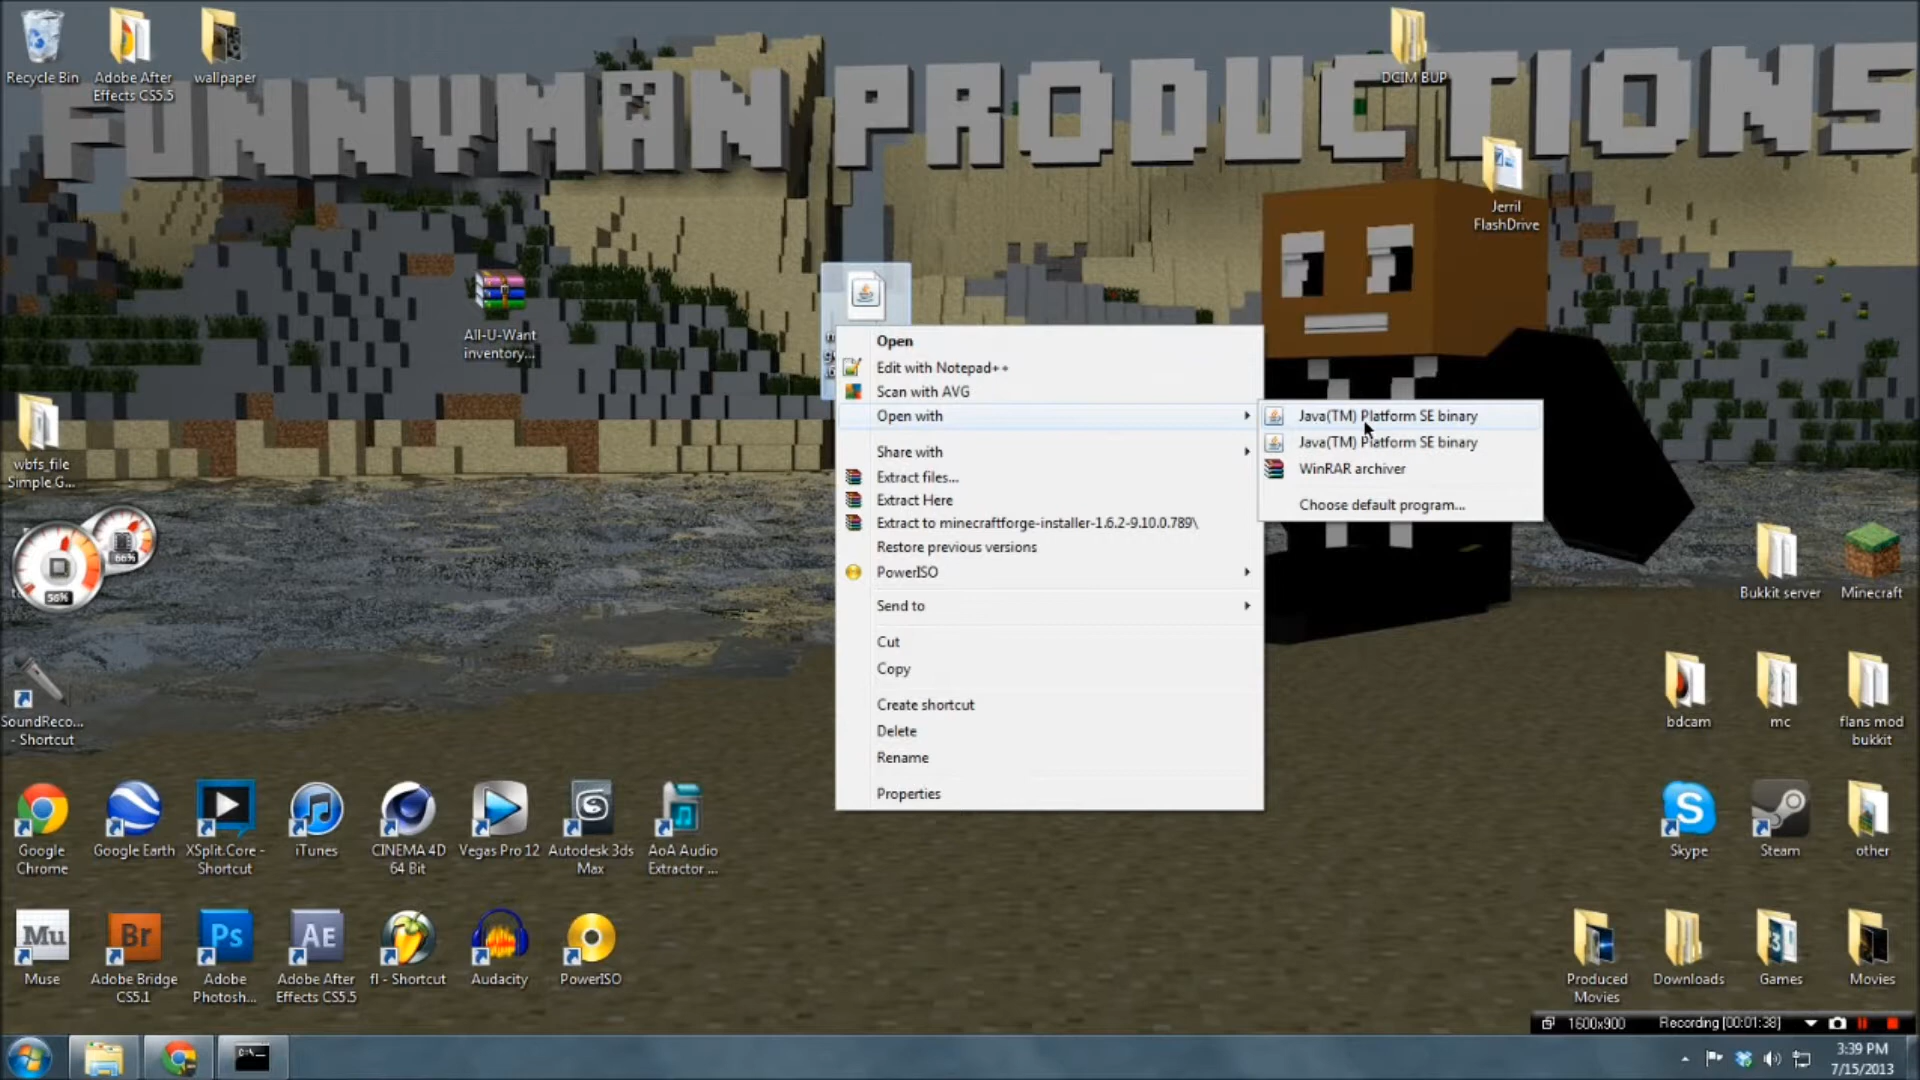 FUNNYMAN PRODUCTIONS
Recycle Bin
Adobe After
Effects CS5.5
wallpaper
DCIM BUP
Jerril
FlashDrive
All-U-Want
inventory...
Open
Edit with Notepad++
Scan with AVG
Open with
Share with
Extract files...
Extract Here
Extract to minecraftforge-installer-1.6.2-9.10.0.789\
Restore previous versions
PowerISO
Send to
Cut
Copy
Create shortcut
Delete
Rename
Properties
Java(TM) Platform SE binary
Java(TM) Platform SE binary
WinRAR archiver
Choose default program...
wbfs_file
Simple G...
66%
56%
SoundReco...
- Shortcut
Bukkit server
Minecraft
bdcam
mc
flans mod
bukkit
Google
Chrome
Google Earth
XSplit.Core -
Shortcut
iTunes
CINEMA 4D
64 Bit
Vegas Pro 12
Autodesk 3ds
Max
AoA Audio
Extractor ...
Skype
Steam
other
Mu
Muse
Br
Adobe Bridge
CS5.1
Ps
Adobe
Photosh...
AE
Adobe After
Effects CS5.5
fl - Shortcut
Audacity
PowerISO
Produced
Movies
Downloads
Games
Movies
1600x900
Recording [00:01:38]
3:39 PM
7/15/2013